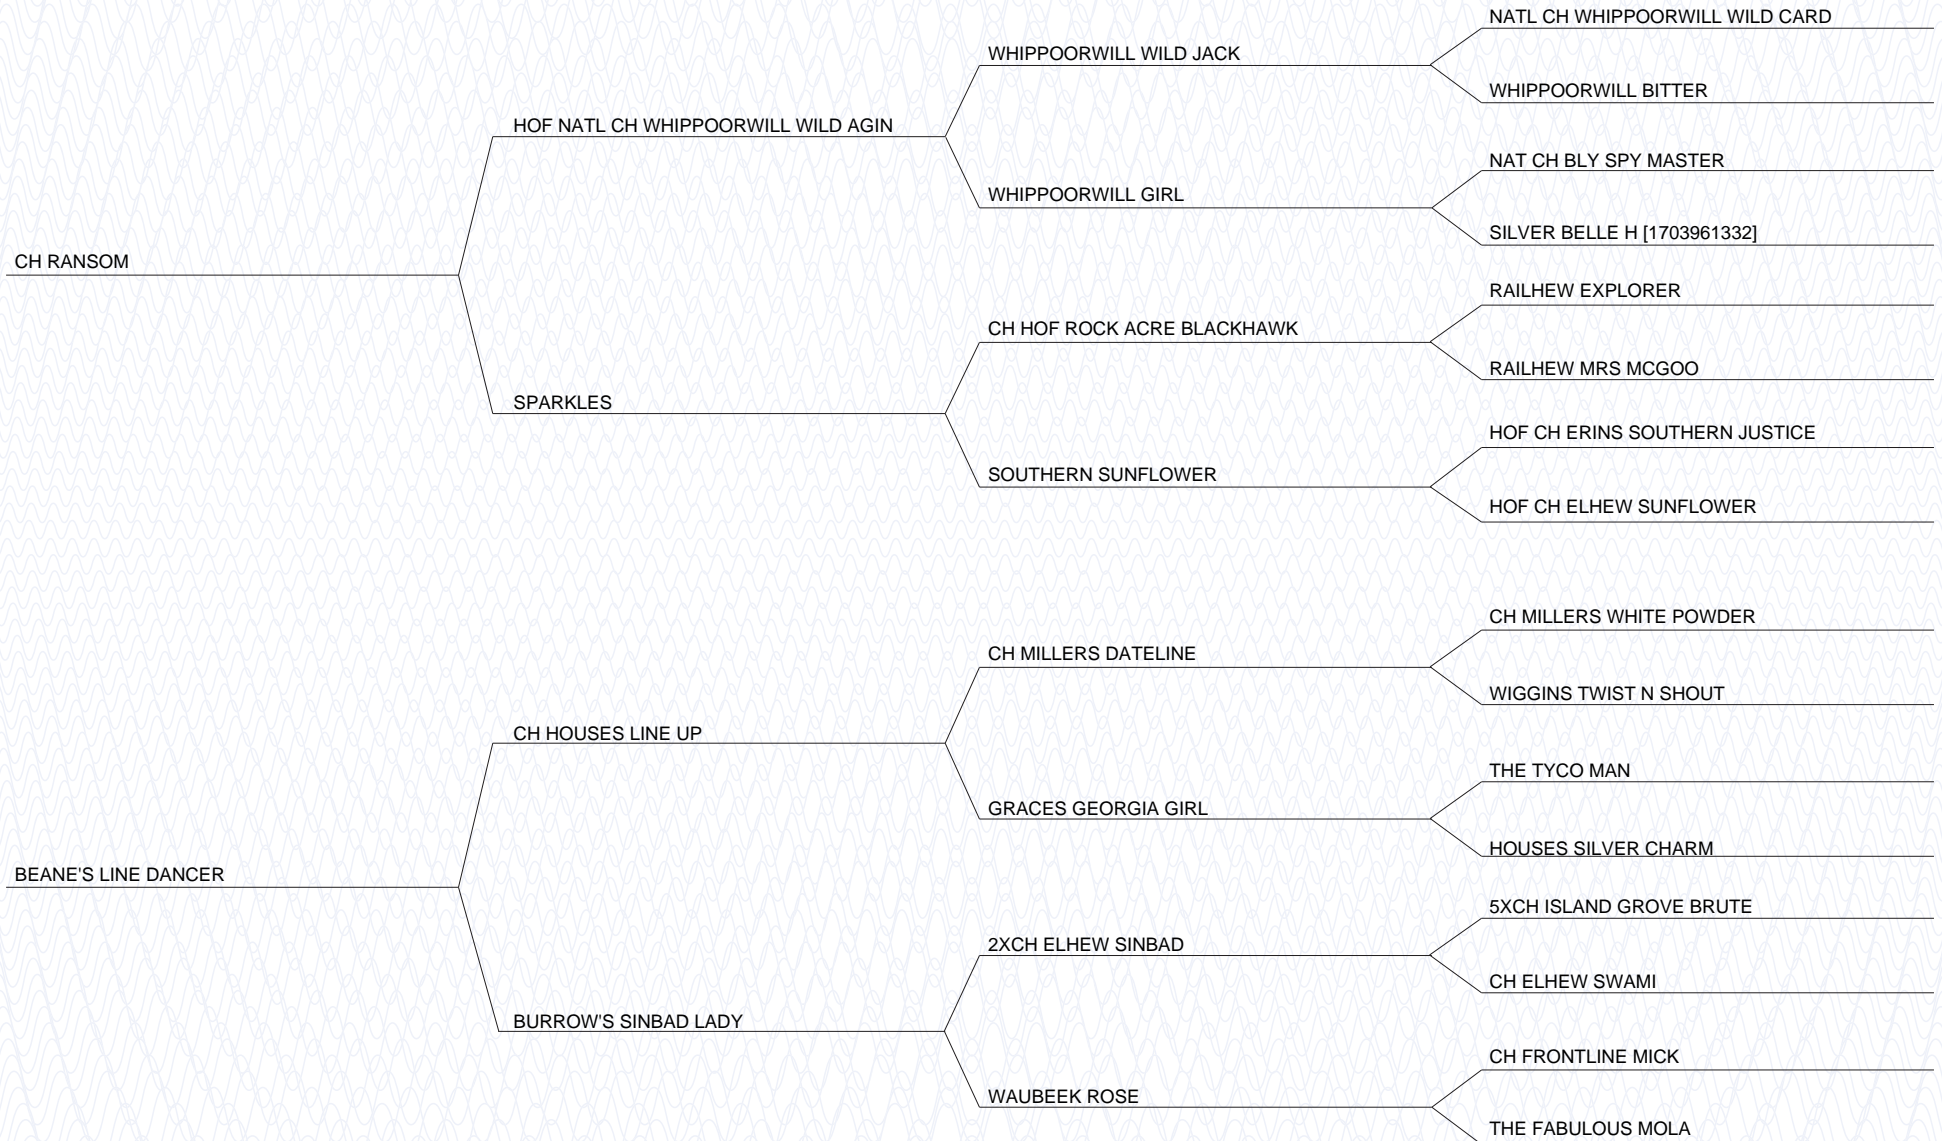 NATL CH WHIPPOORWILL WILD CARD
WHIPPOORWILL WILD JACK
WHIPPOORWILL BITTER
HOF NATL CH WHIPPOORWILL WILD AGIN
NAT CH BLY SPY MASTER
WHIPPOORWILL GIRL
SILVER BELLE H [1703961332]
CH RANSOM
RAILHEW EXPLORER
CH HOF ROCK ACRE BLACKHAWK
RAILHEW MRS MCGOO
SPARKLES
HOF CH ERINS SOUTHERN JUSTICE
SOUTHERN SUNFLOWER
HOF CH ELHEW SUNFLOWER
CH MILLERS WHITE POWDER
CH MILLERS DATELINE
WIGGINS TWIST N SHOUT
CH HOUSES LINE UP
THE TYCO MAN
GRACES GEORGIA GIRL
HOUSES SILVER CHARM
BEANE'S LINE DANCER
5XCH ISLAND GROVE BRUTE
2XCH ELHEW SINBAD
CH ELHEW SWAMI
BURROW'S SINBAD LADY
CH FRONTLINE MICK
WAUBEEK ROSE
THE FABULOUS MOLA